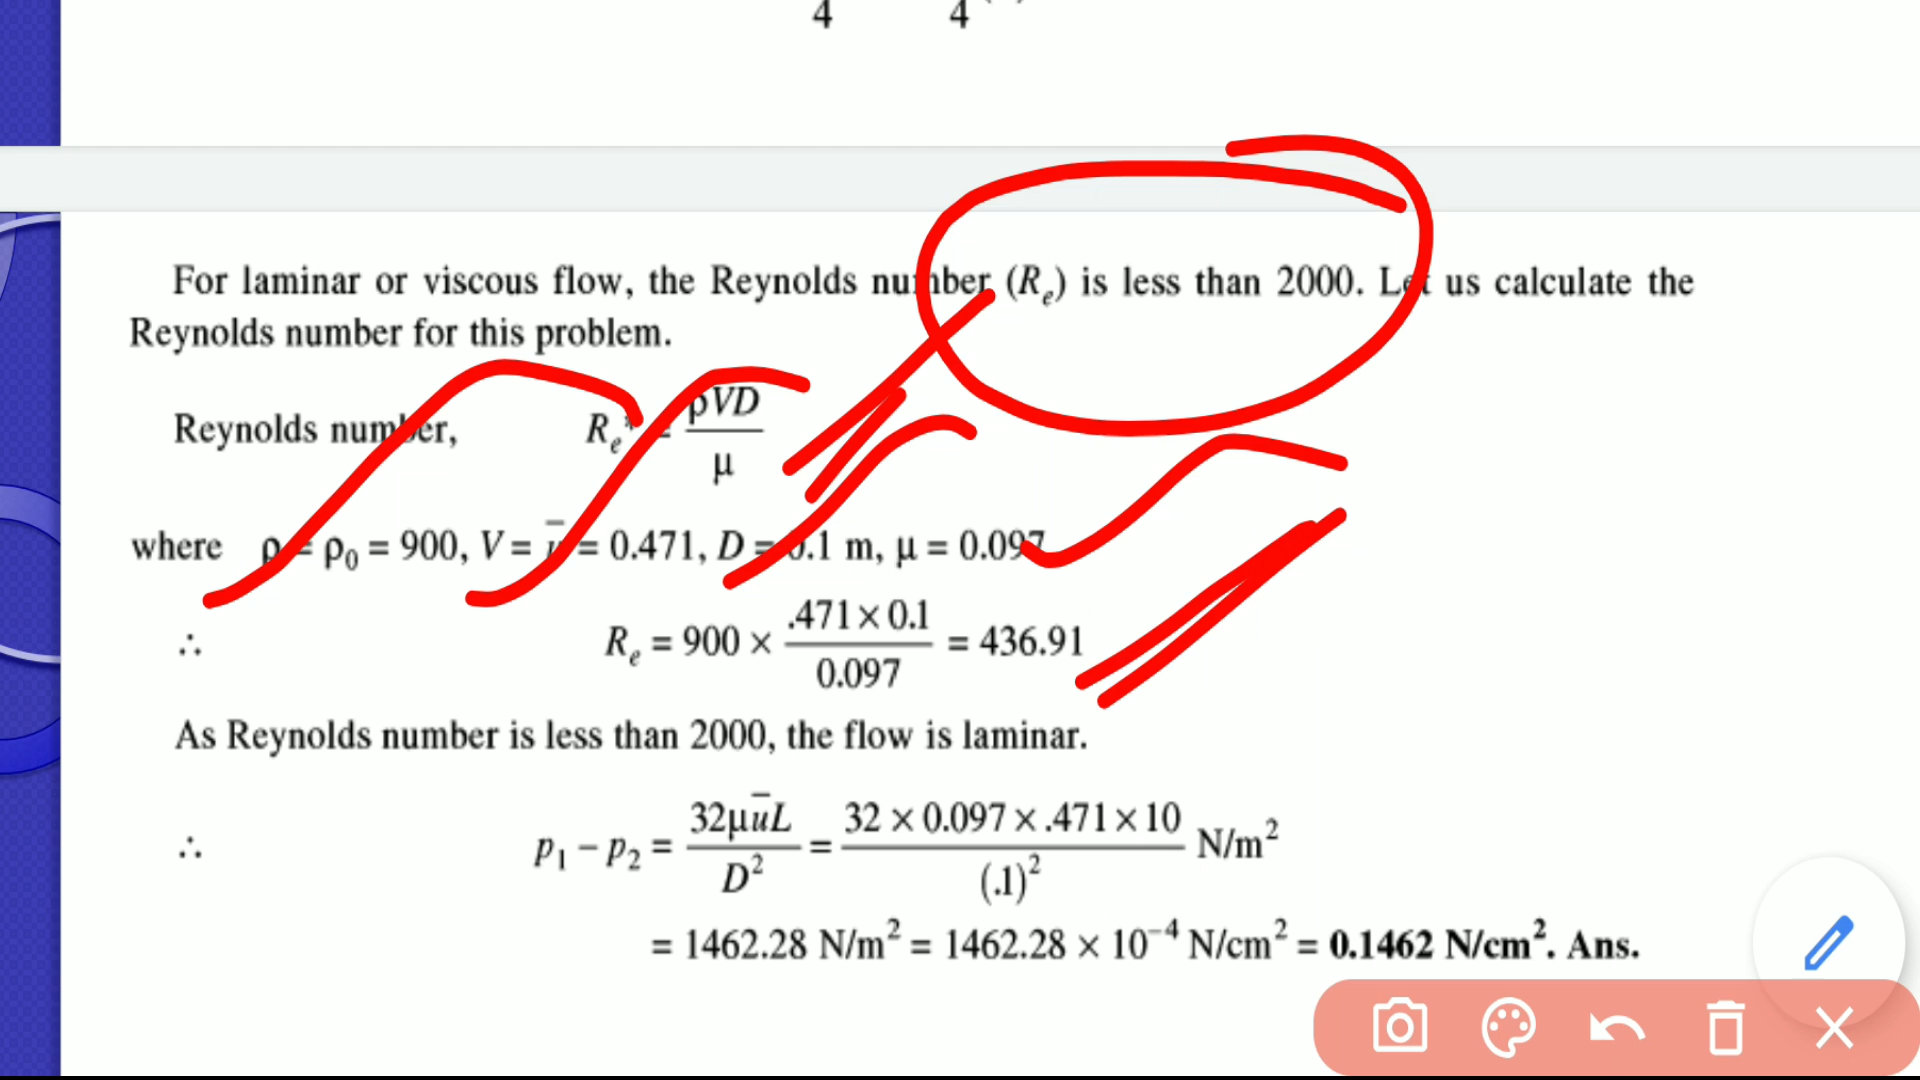 4 4
For laminar or viscous flow, the Reynolds number (Rₑ) is less than 2000. Let us calculate the
Reynolds number for this problem.
Reynolds number, Rₑ* = ρVD / μ
where ρ = ρ₀ = 900, V = ū = 0.471, D = 0.1 m, μ = 0.097
∴ Rₑ = 900 × .471 × 0.1 / 0.097 = 436.91
As Reynolds number is less than 2000, the flow is laminar.
∴ p₁ – p₂ = 32μūL / D² = 32 × 0.097 × .471 × 10 / (.1)² N/m²
= 1462.28 N/m² = 1462.28 × 10⁻⁴ N/cm² = 0.1462 N/cm². Ans.